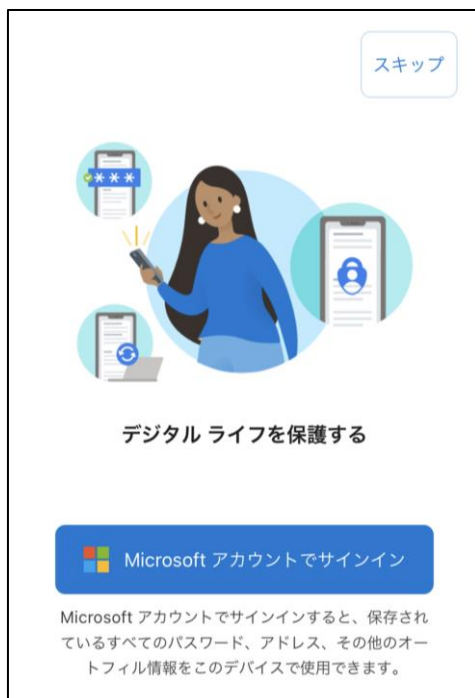 スキップ
***
デジタル ライフを保護する
Microsoft アカウントでサインイン
Microsoft アカウントでサインインすると、保存され
ているすべてのパスワード、アドレス、その他のオー
トフィル情報をこのデバイスで使用できます。